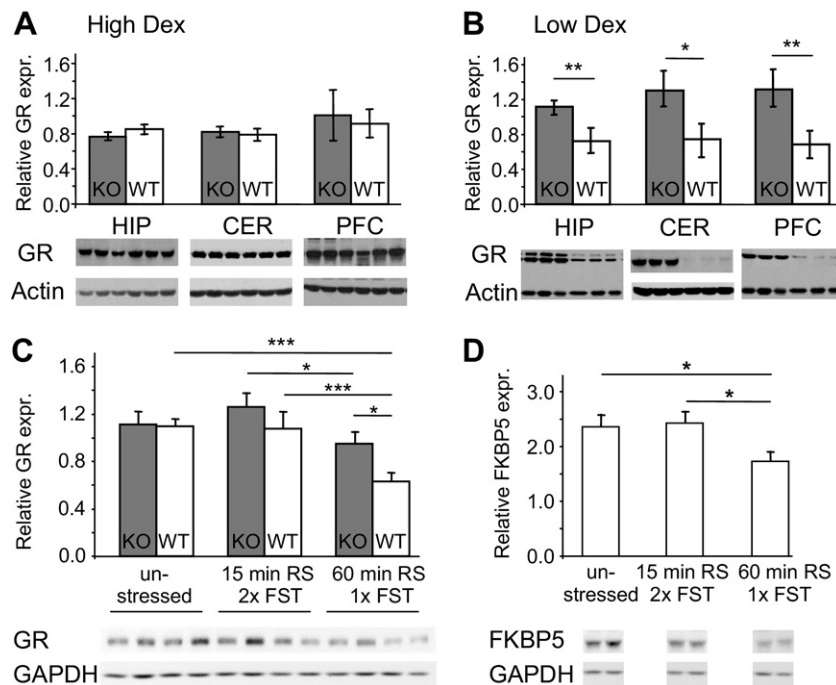 A High Dex
Relative GR expr.
1.6
1.2
0.8
0.4
0.0
KO WT KO WT KO WT
HIP CER PFC
GR
Actin
B Low Dex
Relative GR expr.
1.6
1.2
0.8
0.4
0.0
** * **
KO WT KO WT KO WT
HIP CER PFC
GR
Actin
C
Relative GR expr.
1.6
1.2
0.8
0.4
0.0
***
*
***
*
KO WT KO WT KO WT
un-
stressed
15 min RS
2x FST
60 min RS
1x FST
GR
GAPDH
D
Relative FKBP5 expr.
3.0
2.0
1.0
0.0
*
*
un-
stressed
15 min RS
2x FST
60 min RS
1x FST
FKBP5
GAPDH